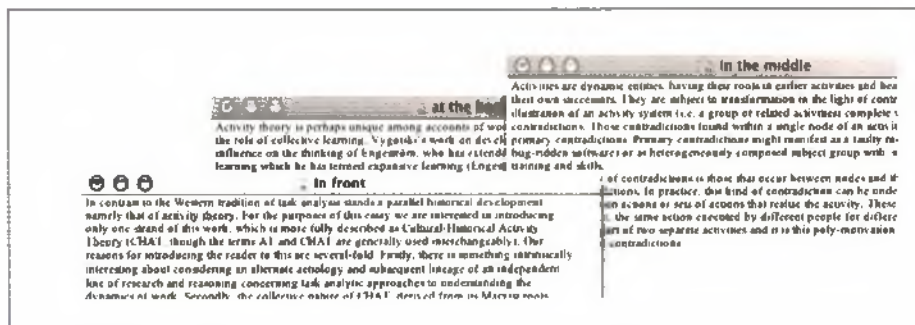 in the middle
Activities are dynamic entities, having their roots in earlier activities and bea
their own successors. They are subject to transformation in the light of contr
illustration of an activity system (i.e. a group of related activities) complete
contradictions. Those contradictions found within a single node of an activit
primary contradictions. Primary contradictions might manifest as a faulty
bug-ridden software) or as heterogeneously composed subject group with
training and skills.
of contradictions is those that occur between nodes and
In practice, this kind of contradiction can be unde
actions or sets of actions that realise the activity. These
the same action executed by different people for differe
of two separate activities and it is this poly-motivation
contradictions
at the
Activity theory is perhaps unique among accounts of wor
the role of collective learning. Vygotski's work on devel
influence on the thinking of Engeström, who has extende
learning which he has termed expansive learning (Engest
in front
In contrast to the Western tradition of task analysis stands a parallel historical development
namely that of activity theory. For the purposes of this essay we are interested in introducing
only one strand of this work, which is more fully described as Cultural Historical Activity
Theory (CHAT, though the terms AT and CHAT are generally used interchangeably). Our
reasons for introducing the reader to this are several-fold. Firstly, there is something intrinsically
interesting about considering an alternate aetiology and subsequent lineage of an independent
line of research and reasoning concerning task analytic approaches to understanding the
dynamics of work. Secondly, the collective nature of CHAT, derived from its Marxist roots